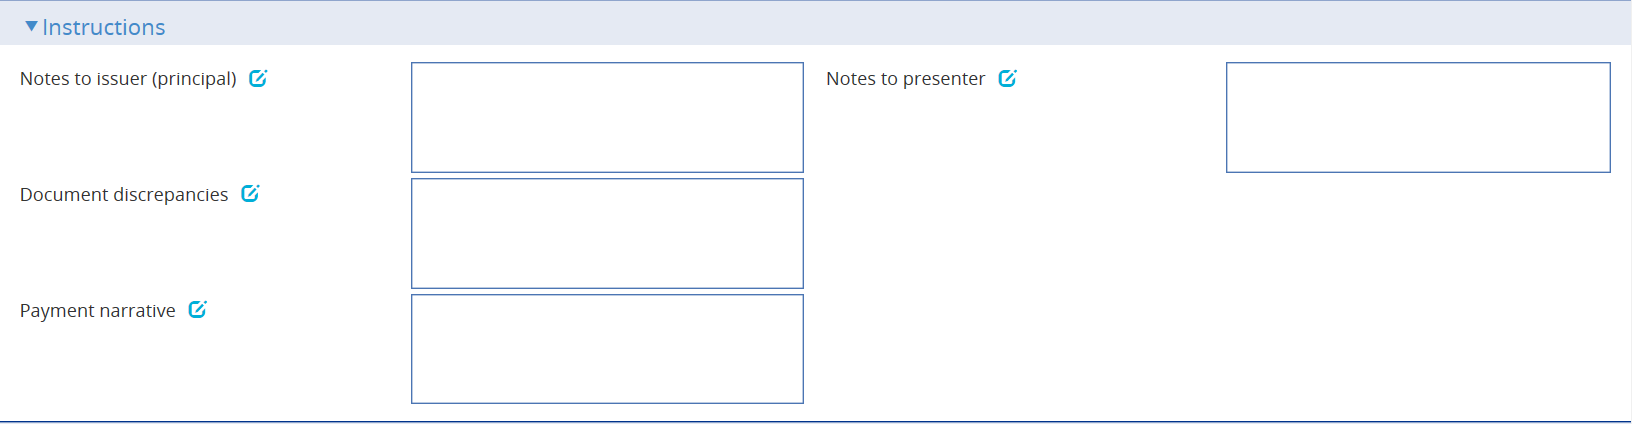 Instructions
Notes to issuer (principal)
Notes to presenter
Document discrepancies
Payment narrative